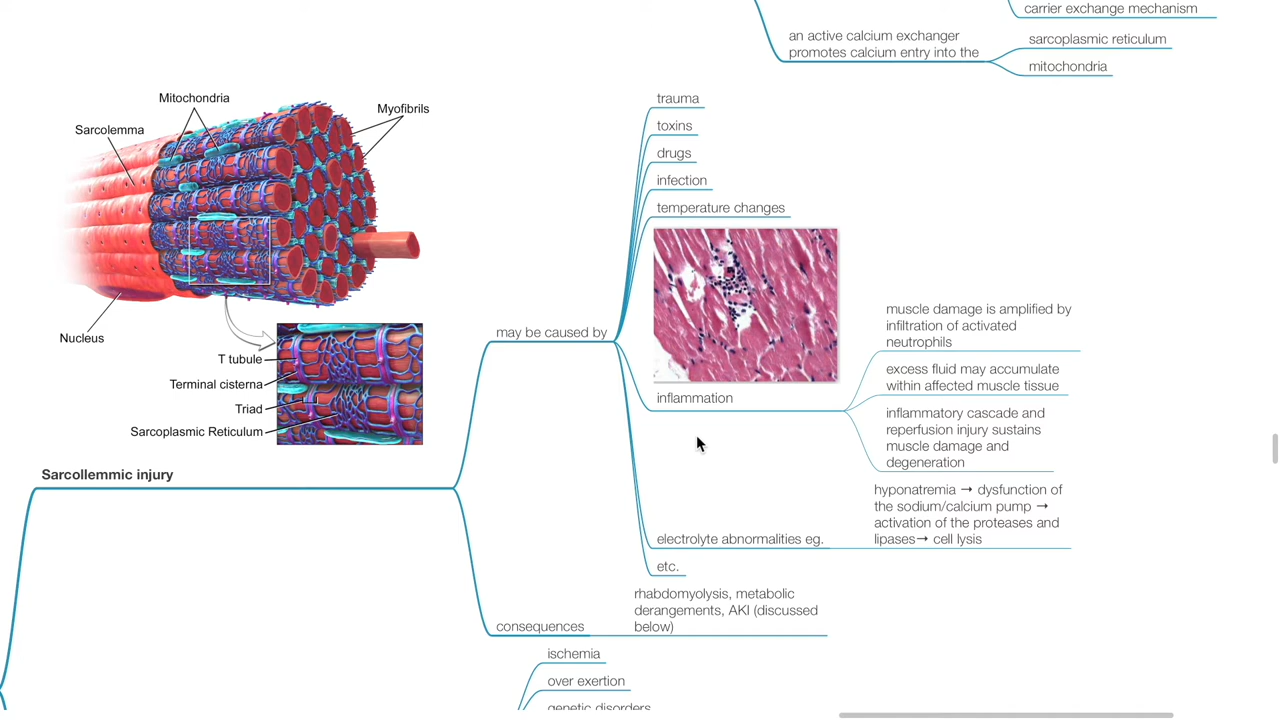 carrier exchange mechanism
an active calcium exchanger
promotes calcium entry into the
sarcoplasmic reticulum
mitochondria
Mitochondria
Sarcolemma
Myofibrils
Nucleus
T tubule
Terminal cisterna
Triad
Sarcoplasmic Reticulum
Sarcollemmic injury
may be caused by
trauma
toxins
drugs
infection
temperature changes
inflammation
muscle damage is amplified by
infiltration of activated
neutrophils
excess fluid may accumulate
within affected muscle tissue
inflammatory cascade and
reperfusion injury sustains
muscle damage and
degeneration
electrolyte abnormalities eg.
hyponatremia → dysfunction of
the sodium/calcium pump →
activation of the proteases and
lipases→ cell lysis
etc.
consequences
rhabdomyolysis, metabolic
derangements, AKI (discussed
below)
ischemia
over exertion
genetic disorders